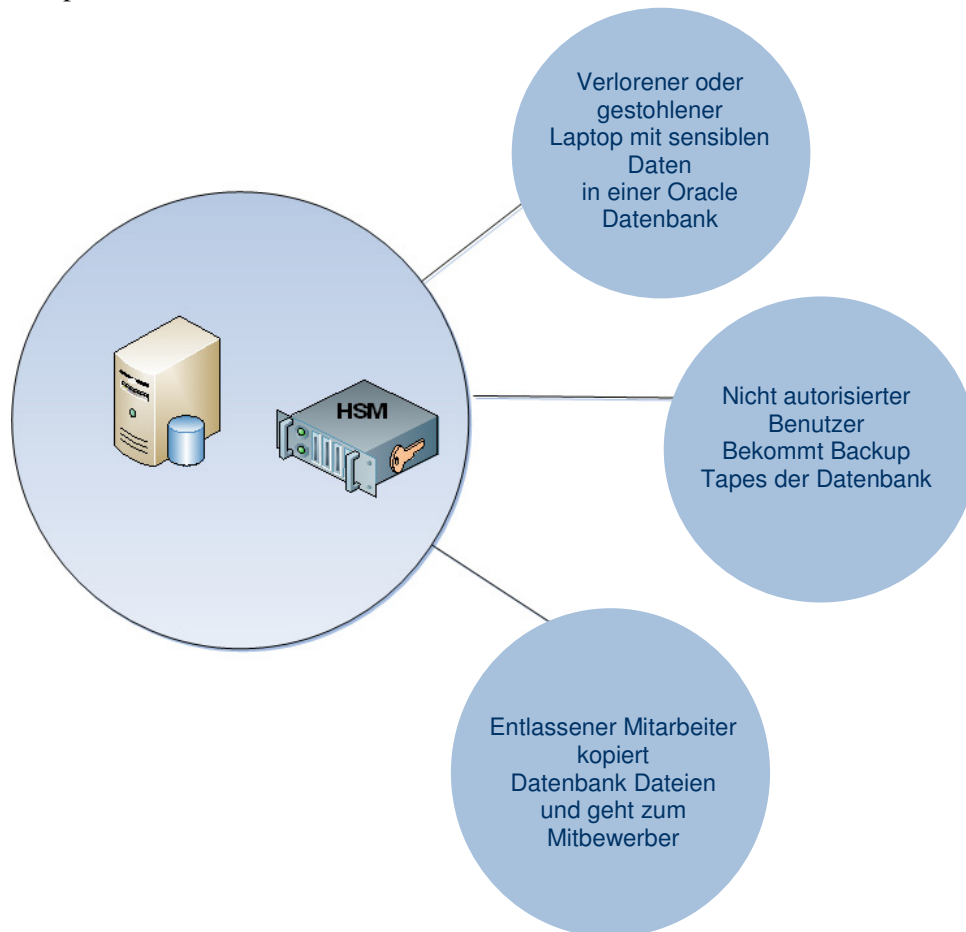 Verlorener oder
gestohlener
Laptop mit sensiblen
Daten
in einer Oracle
Datenbank
HSM
Nicht autorisierter
Benutzer
Bekommt Backup
Tapes der Datenbank
Entlassener Mitarbeiter
kopiert
Datenbank Dateien
und geht zum
Mitbewerber